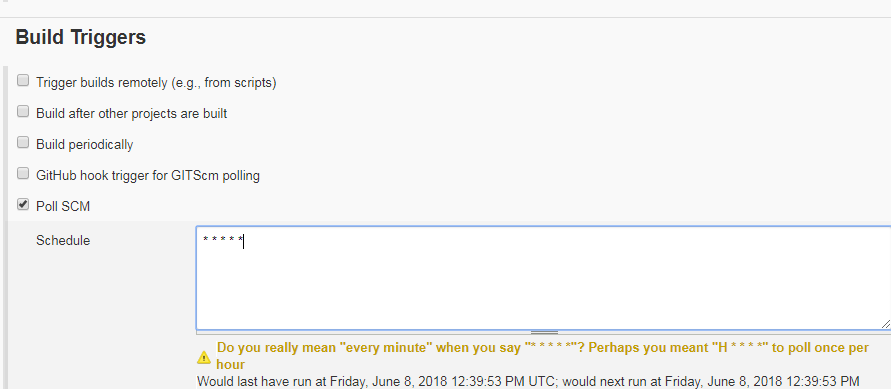 Build Triggers
Trigger builds remotely (e.g., from scripts)
Build after other projects are built
Build periodically
GitHub hook trigger for GITScm polling
Poll SCM
Schedule
* * * * *
Do you really mean "every minute" when you say "* * * * *"? Perhaps you meant "H * * * *" to poll once per
hour
Would last have run at Friday, June 8, 2018 12:39:53 PM UTC; would next run at Friday, June 8, 2018 12:39:53 PM